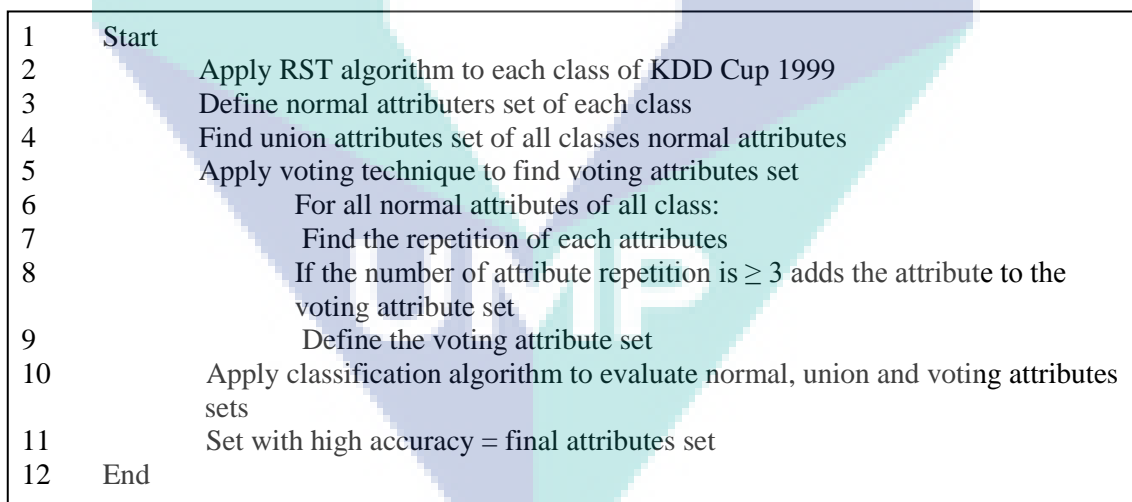 1 Start
2 Apply RST algorithm to each class of KDD Cup 1999
3 Define normal attributers set of each class
4 Find union attributes set of all classes normal attributes
5 Apply voting technique to find voting attributes set
6 For all normal attributes of all class:
7 Find the repetition of each attributes
8 If the number of attribute repetition is ≥ 3 adds the attribute to the
voting attribute set
9 Define the voting attribute set
10 Apply classification algorithm to evaluate normal, union and voting attributes
sets
11 Set with high accuracy = final attributes set
12 End
UMP